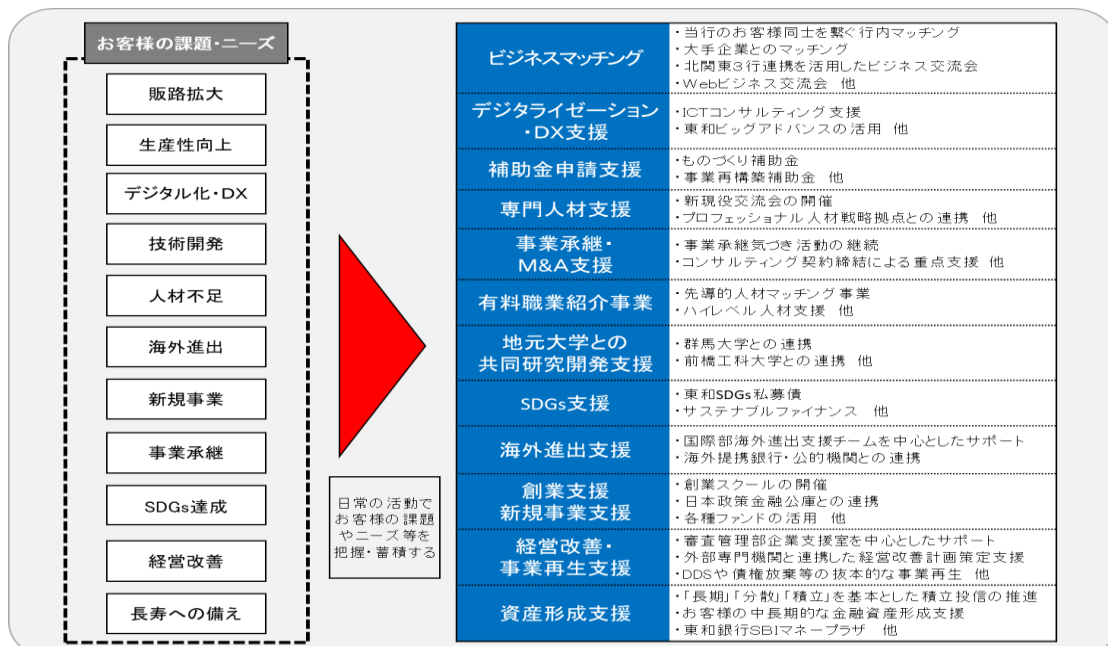 お客様の課題・ニーズ
販路拡大
生産性向上
デジタル化・DX
技術開発
人材不足
海外進出
新規事業
事業承継
SDGs達成
経営改善
長寿への備え
日常の活動で
お客様の課題
やニーズ等を
把握・蓄積する
ビジネスマッチング
・当行のお客様同士を繋ぐ行内マッチング
・大手企業とのマッチング
・北関東3行連携を活用したビジネス交流会
・Webビジネス交流会 他
デジタライゼーション
・DX支援
・ICTコンサルティング支援
・東和ビッグアドバンスの活用 他
補助金申請支援
・ものづくり補助金
・事業再構築補助金 他
専門人材支援
・新現役交流会の開催
・プロフェッショナル人材戦略拠点との連携 他
事業承継・
M&A支援
・事業承継気づき活動の継続
・コンサルティング契約締結による重点支援 他
有料職業紹介事業
・先導的人材マッチング事業
・ハイレベル人材支援 他
地元大学との
共同研究開発支援
・群馬大学との連携
・前橋工科大学との連携 他
SDGs支援
・東和SDGs私募債
・サステナブルファイナンス 他
海外進出支援
・国際部海外進出支援チームを中心としたサポート
・海外提携銀行・公的機関との連携
創業支援
新規事業支援
・創業スクールの開催
・日本政策金融公庫との連携
・各種ファンドの活用 他
経営改善・
事業再生支援
・審査管理部企業支援室を中心としたサポート
・外部専門機関と連携した経営改善計画策定支援
・DDSや債権放棄等の抜本的な事業再生 他
資産形成支援
・「長期」「分散」「積立」を基本とした積立投信の推進
・お客様の中長期的な金融資産形成支援
・東和銀行SBIマネープラザ 他